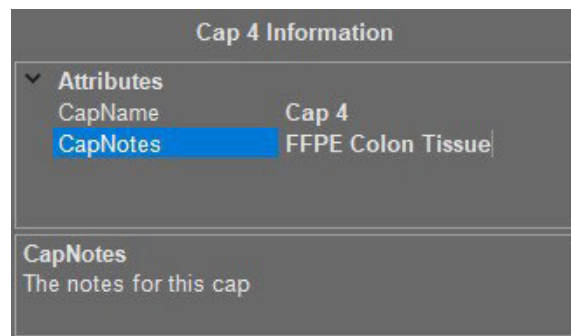 Cap 4 Information
Attributes
CapName Cap 4
CapNotes FFPE Colon Tissue
CapNotes
The notes for this cap